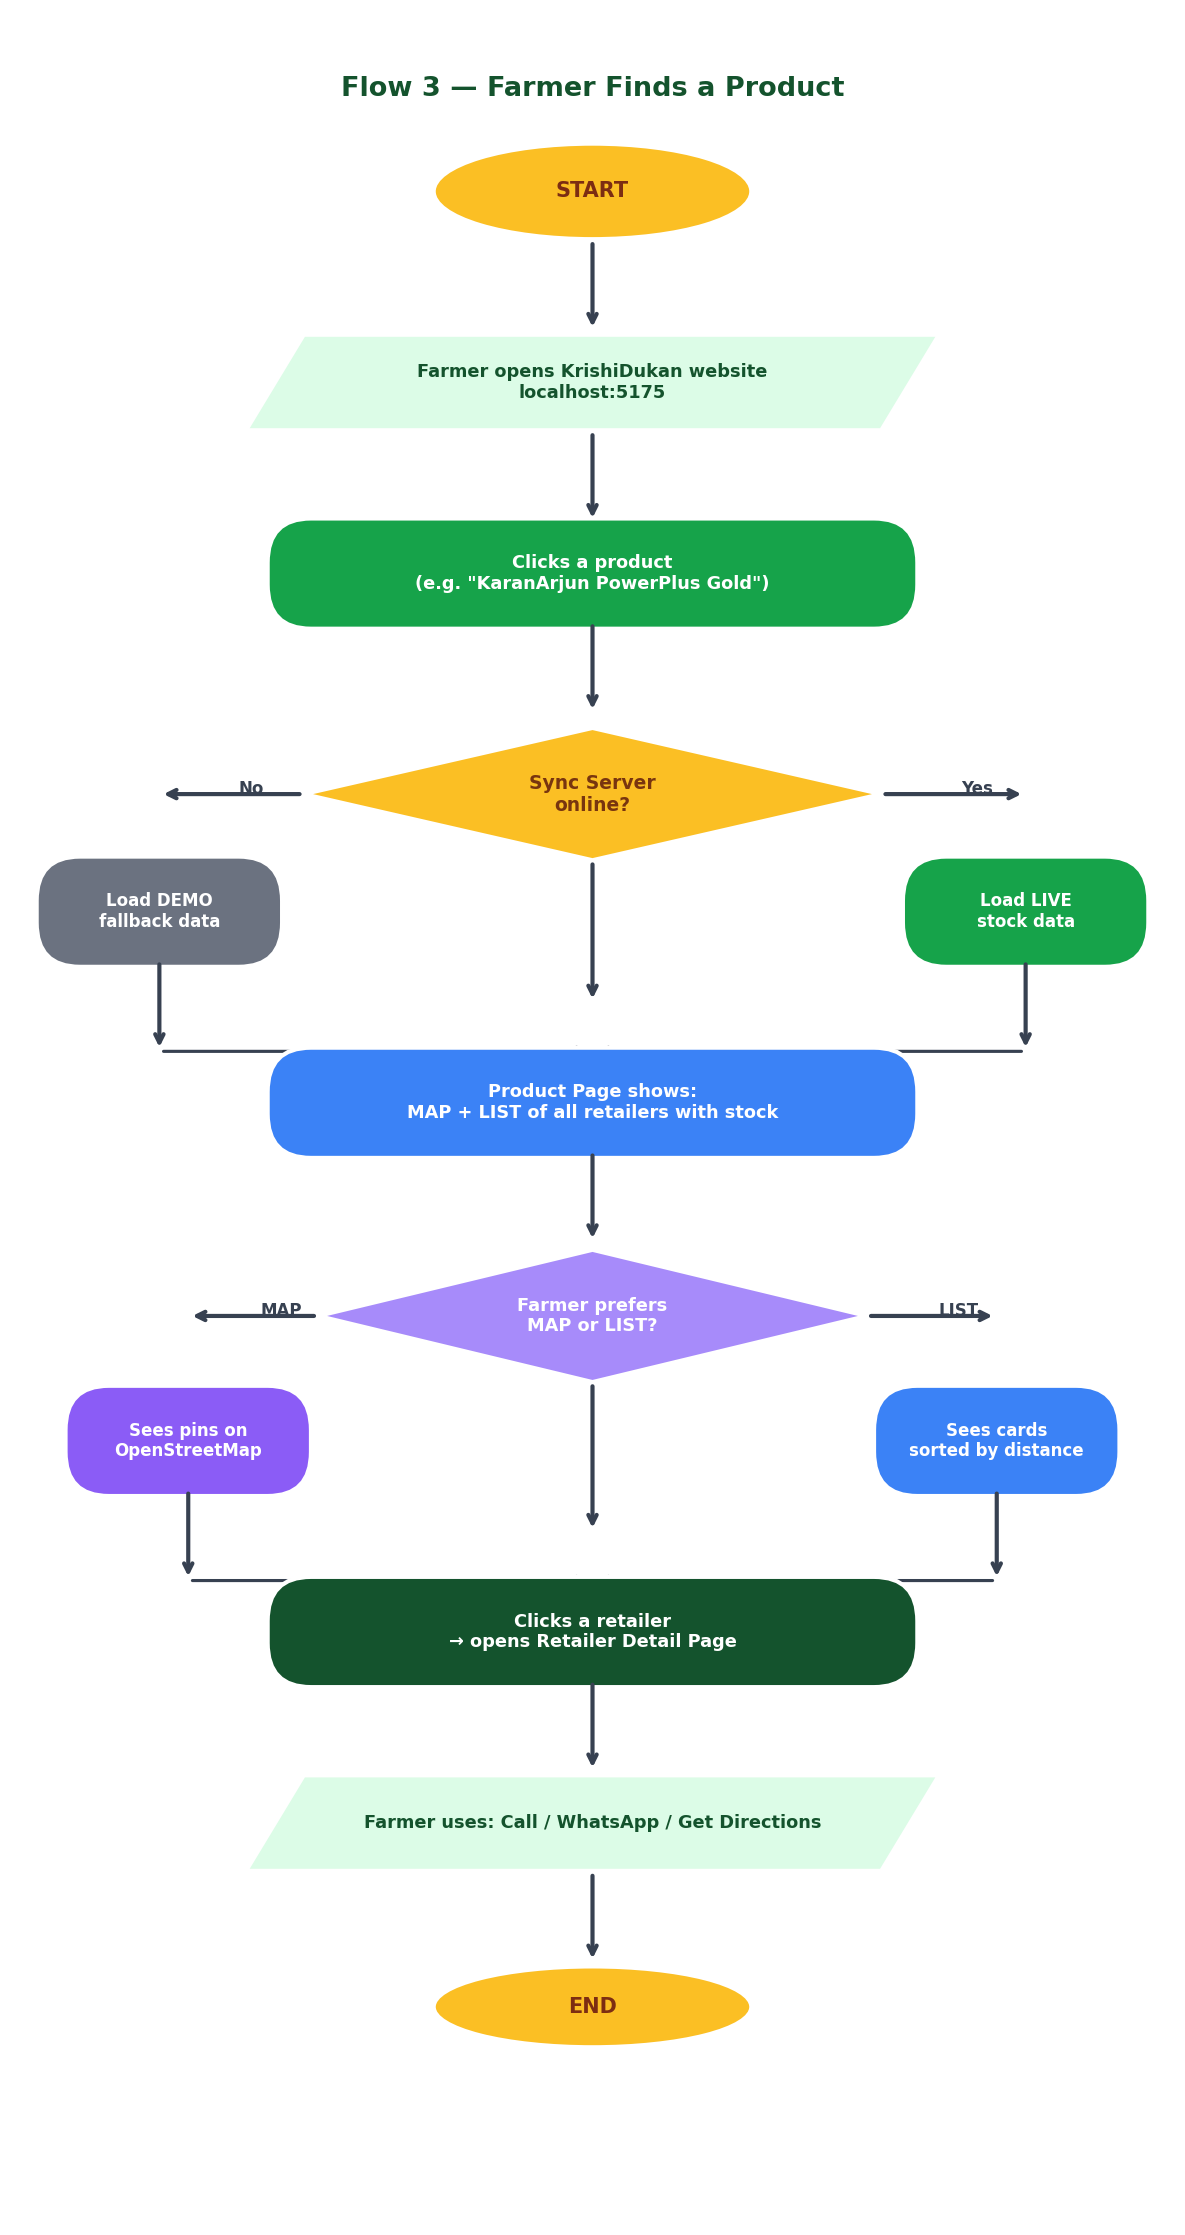 Flow 3 — Farmer Finds a Product
START
Farmer opens KrishiDukan website
localhost:5175
Clicks a product
(e.g. "KaranArjun PowerPlus Gold")
Sync Server
online?
No
Yes
Load DEMO
fallback data
Load LIVE
stock data
Product Page shows:
MAP + LIST of all retailers with stock
Farmer prefers
MAP or LIST?
MAP
LIST
Sees pins on
OpenStreetMap
Sees cards
sorted by distance
Clicks a retailer
→ opens Retailer Detail Page
Farmer uses: Call / WhatsApp / Get Directions
END